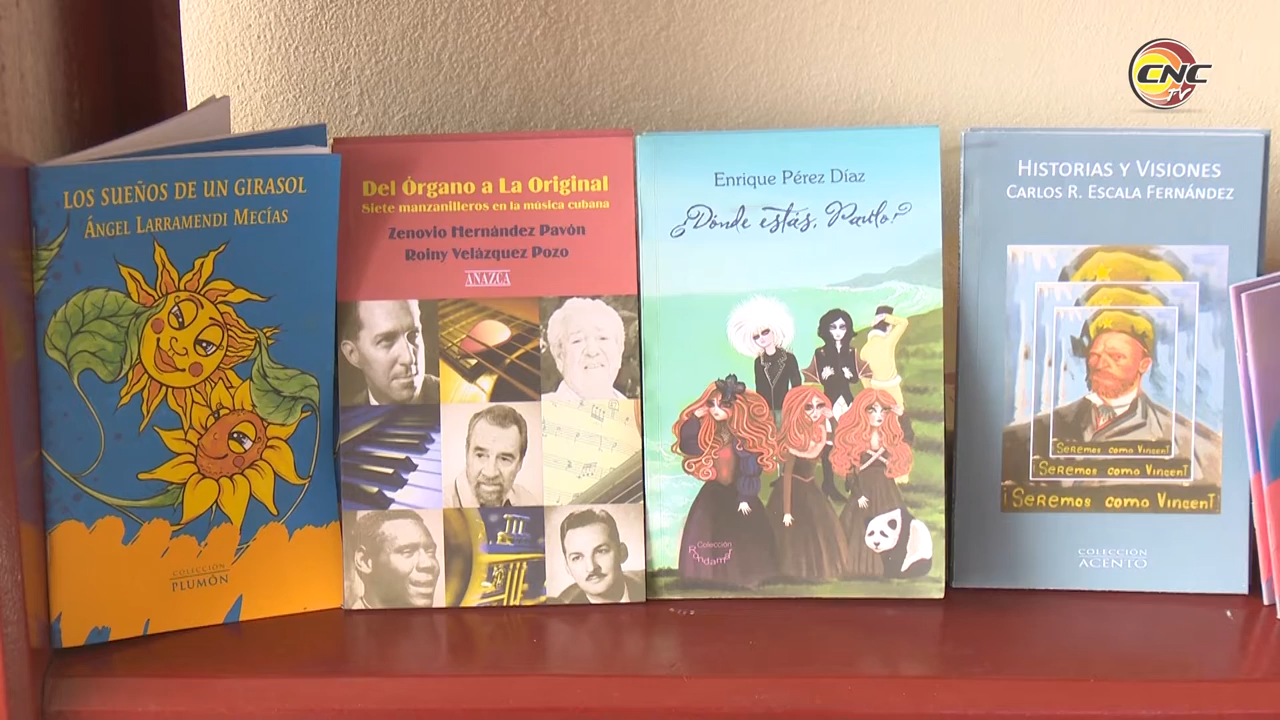 CNC
TV
LOS SUEÑOS DE UN GIRASOL
ÁNGEL LARRAMENDI MECÍAS
COLECCIÓN
PLUMÓN
Del Órgano a La Original
Siete manzanilleros en la música cubana
Zenovio Hernández Pavón
Roiny Velázquez Pozo
ANAZCA
Enrique Pérez Díaz
¿Dónde estás, Paulo?
Colección
HISTORIAS Y VISIONES
CARLOS R. ESCALA FERNÁNDEZ
¡Seremos como Vincent
¡Seremos como Vincent
¡Seremos como Vincent!
COLECCIÓN
ACENTO